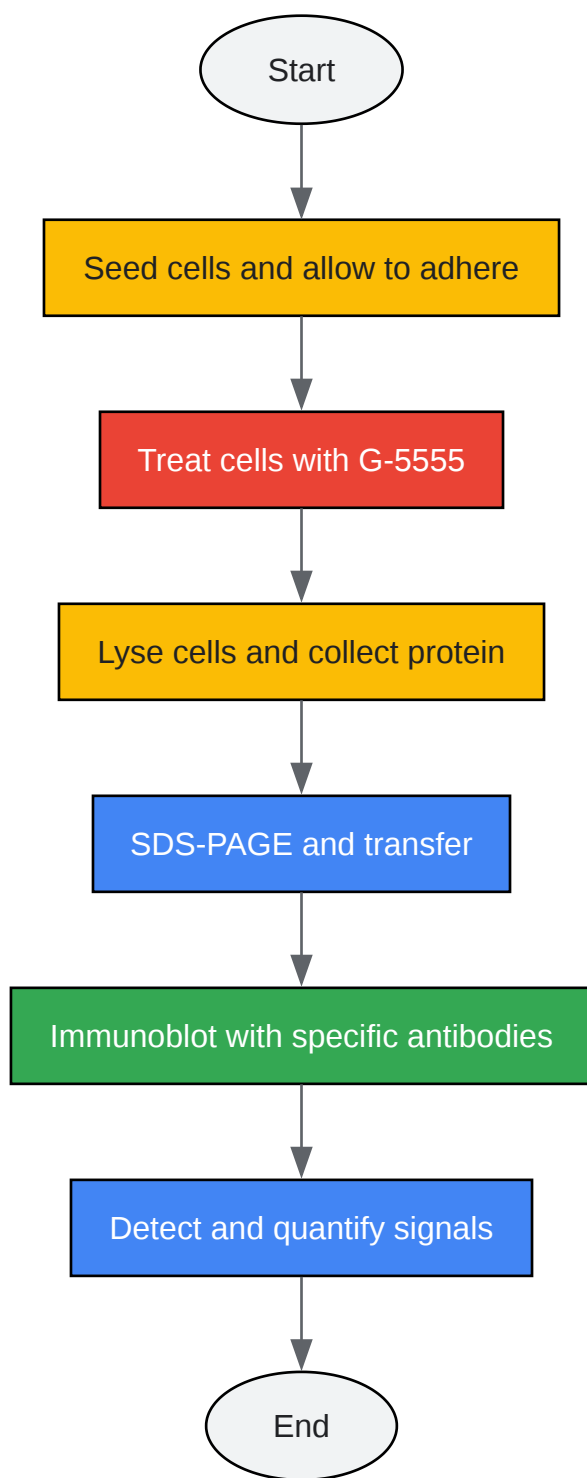 Start
Seed cells and allow to adhere
Treat cells with G-5555
Lyse cells and collect protein
SDS-PAGE and transfer
Immunoblot with specific antibodies
Detect and quantify signals
End